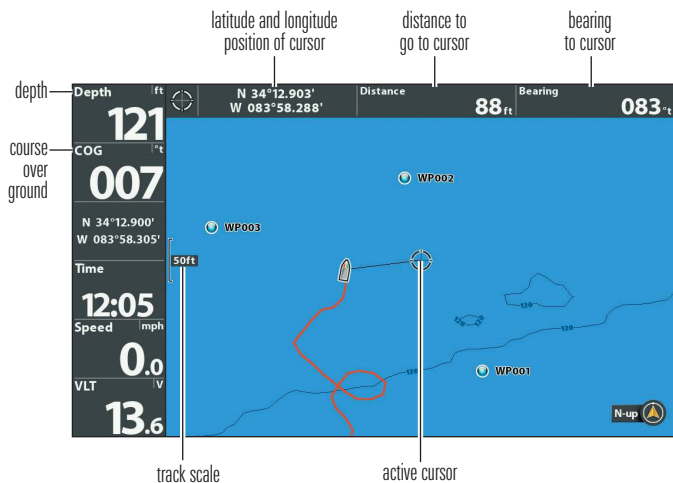 latitude and longitude
position of cursor
distance to
go to cursor
bearing
to cursor
depth
Depth ft
121
N 34°12.903'
W 083°58.288'
Distance
88 ft
Bearing
083 °t
course
over
ground
COG °t
007
N 34°12.900'
W 083°58.305'
50ft
Time
12:05
Speed mph
0.0
VLT V
13.6
WP002
WP003
120
120
120
120
120
WP001
N-up
track scale
active cursor